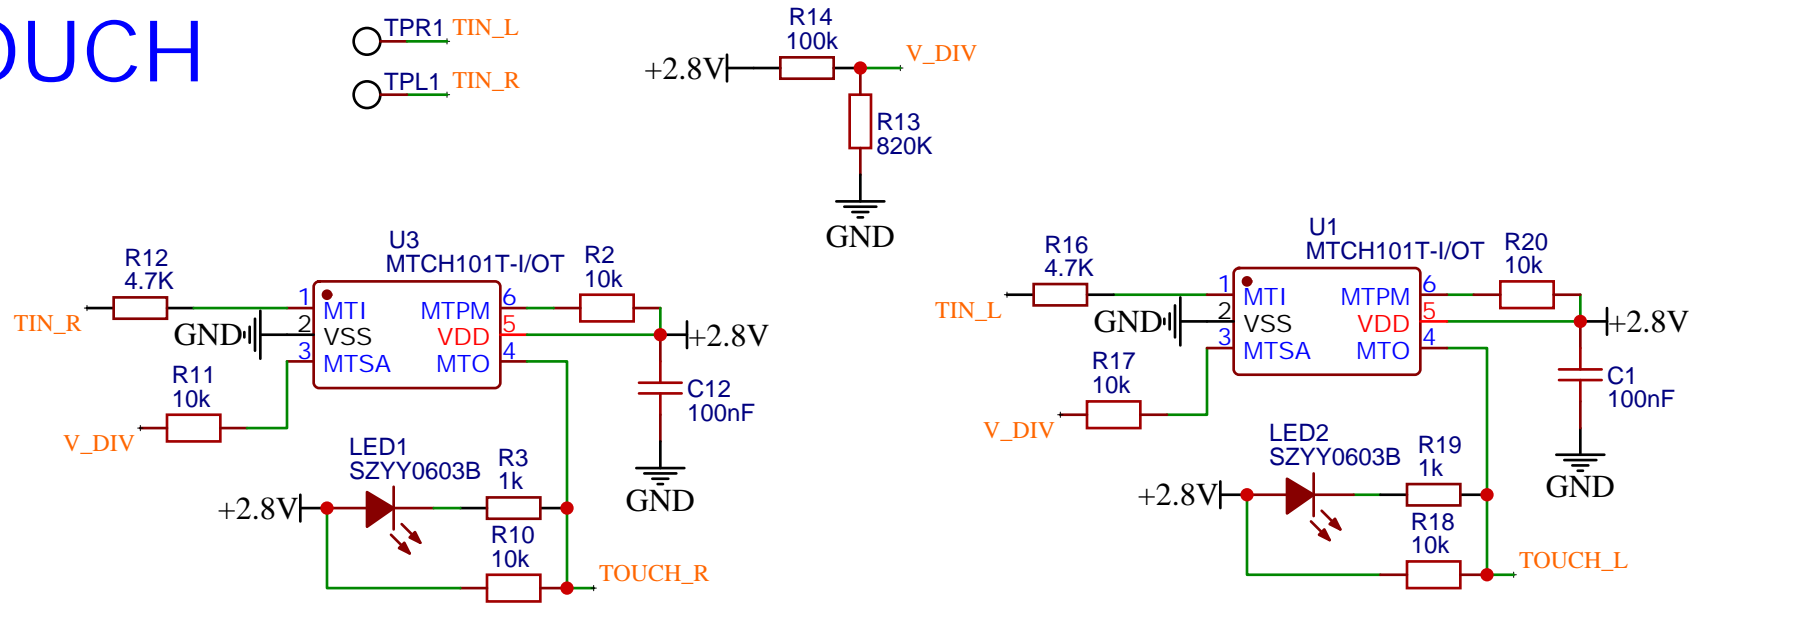 OUCH
TPR1 TIN_L
TPL1 TIN_R
R14
100k
+2.8V
V_DIV
R13
820K
GND
R12
4.7K
TIN_R
U3
MTCH101T-I/OT
R2
10k
1 MTI MTPM 6
GND 2 VSS VDD 5 +2.8V
3 MTSA MTO 4
R11
10k
V_DIV
C12
100nF
GND
LED1
SZYY0603B
R3
1k
+2.8V
R10
10k
TOUCH_R
R16
4.7K
TIN_L
U1
MTCH101T-I/OT
R20
10k
1 MTI MTPM 6
GND 2 VSS VDD 5 +2.8V
3 MTSA MTO 4
R17
10k
V_DIV
C1
100nF
GND
LED2
SZYY0603B
R19
1k
+2.8V
R18
10k
TOUCH_L